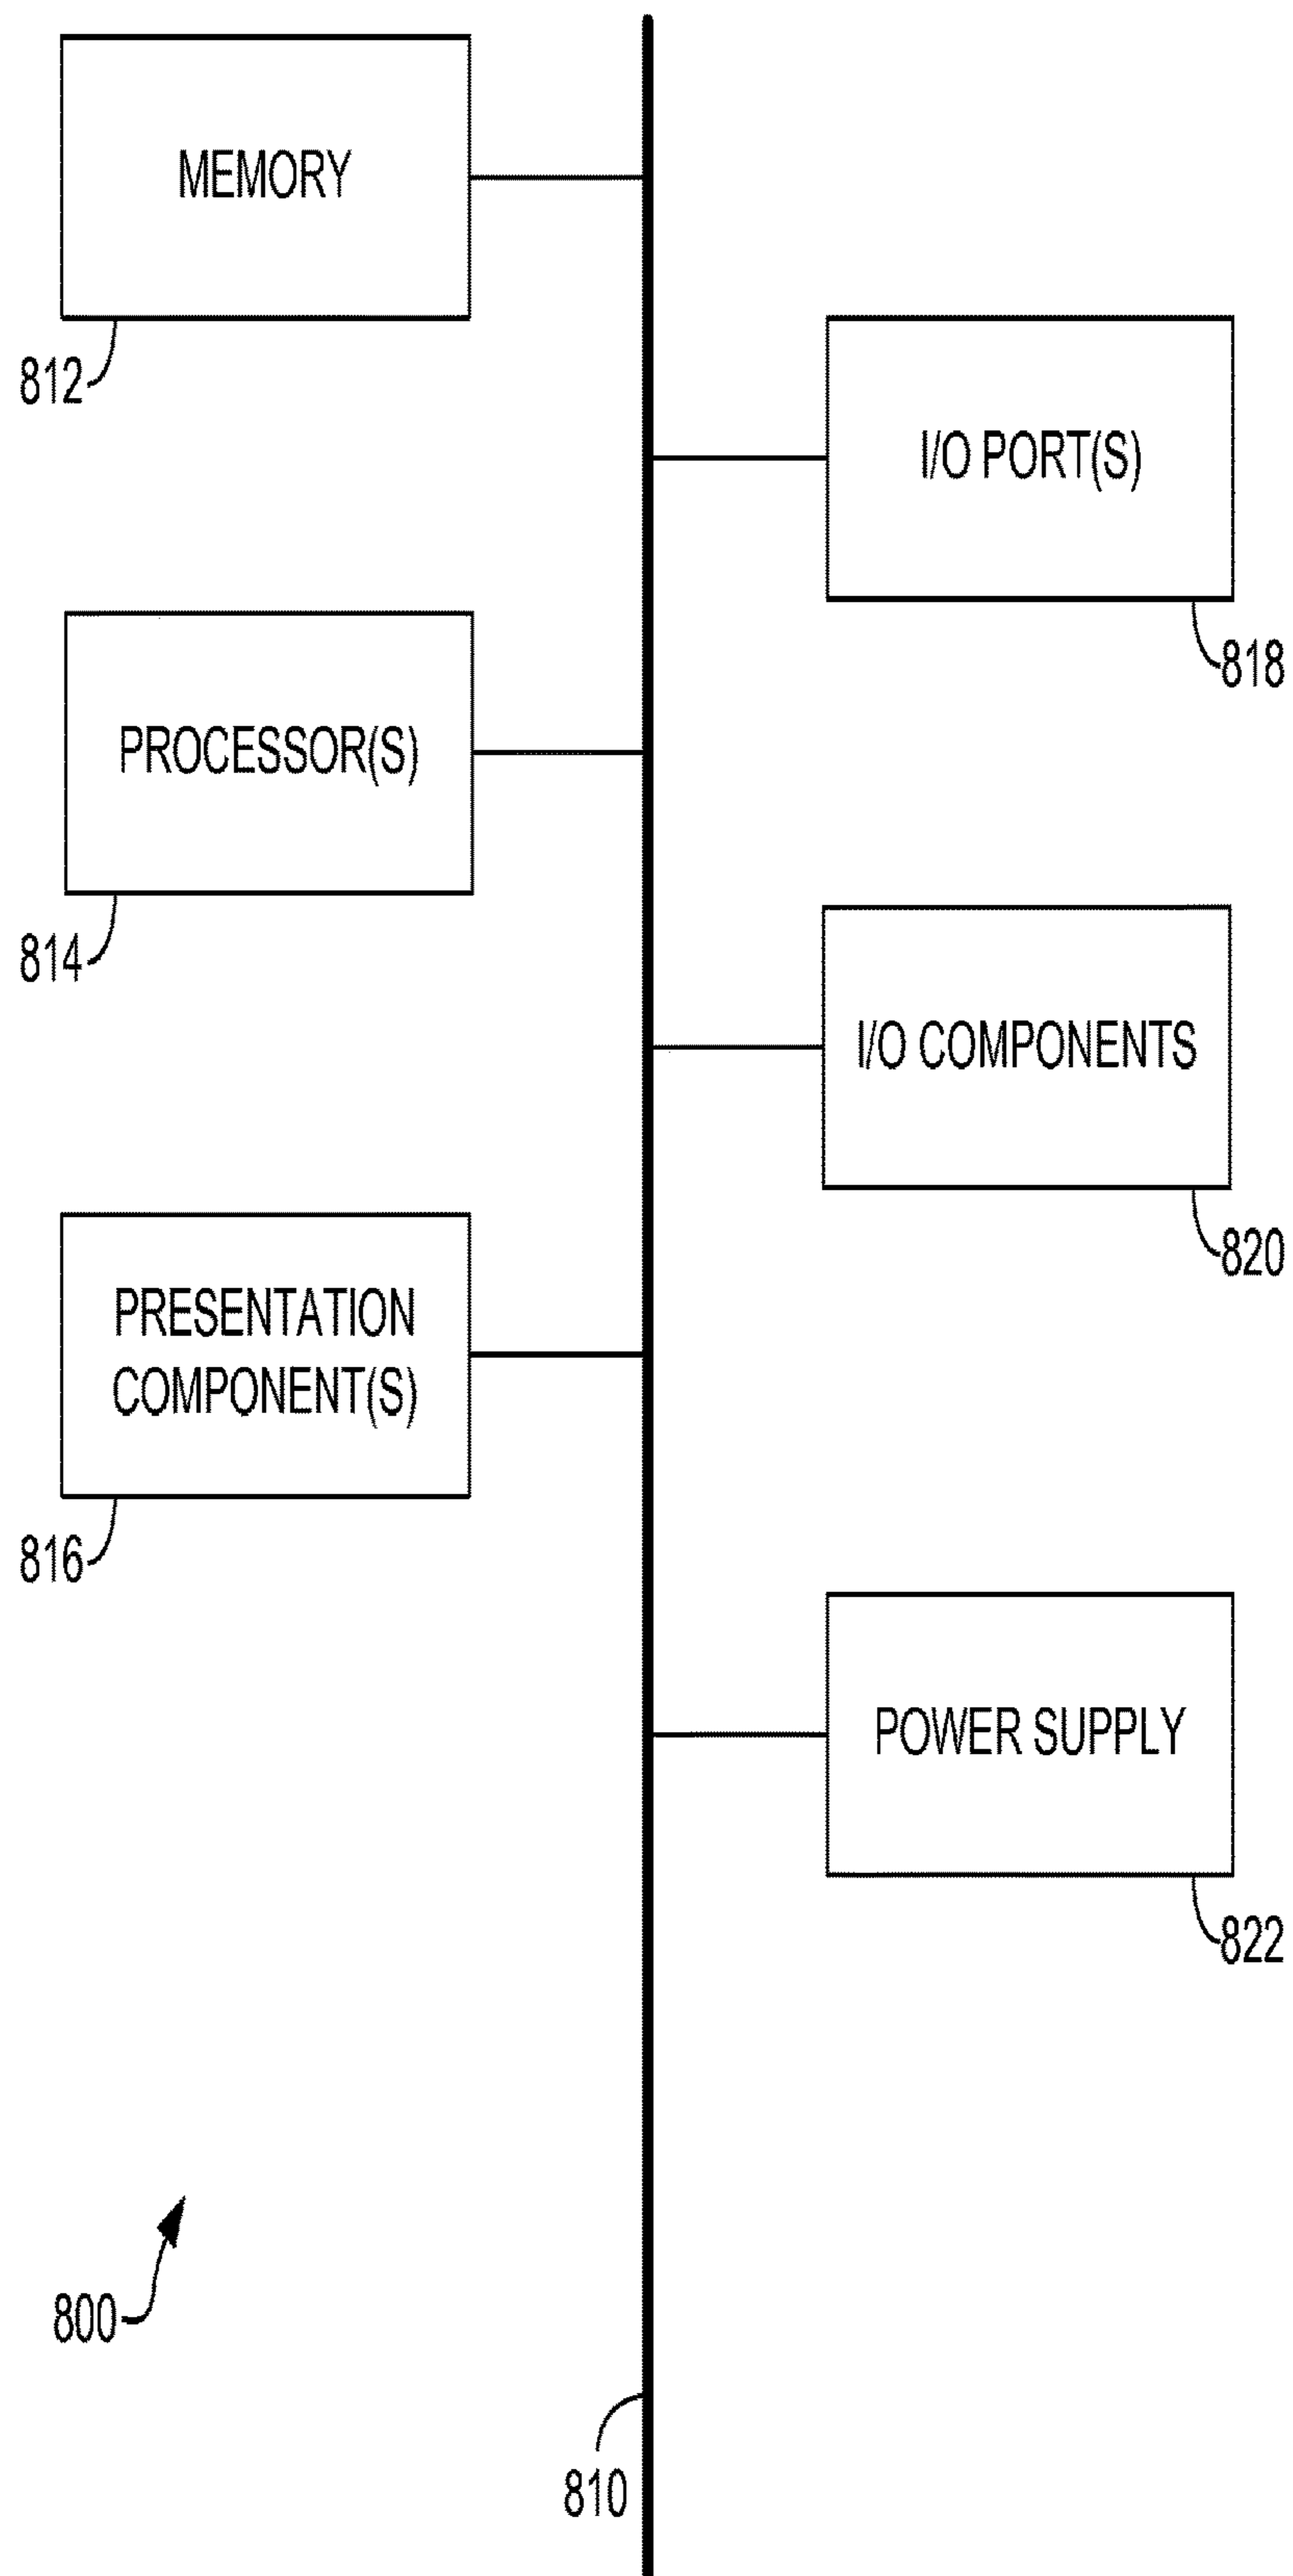 MEMORY
812
I/O PORT(S)
818
PROCESSOR(S)
814
I/O COMPONENTS
820
PRESENTATION
COMPONENT(S)
816
POWER SUPPLY
822
800
810